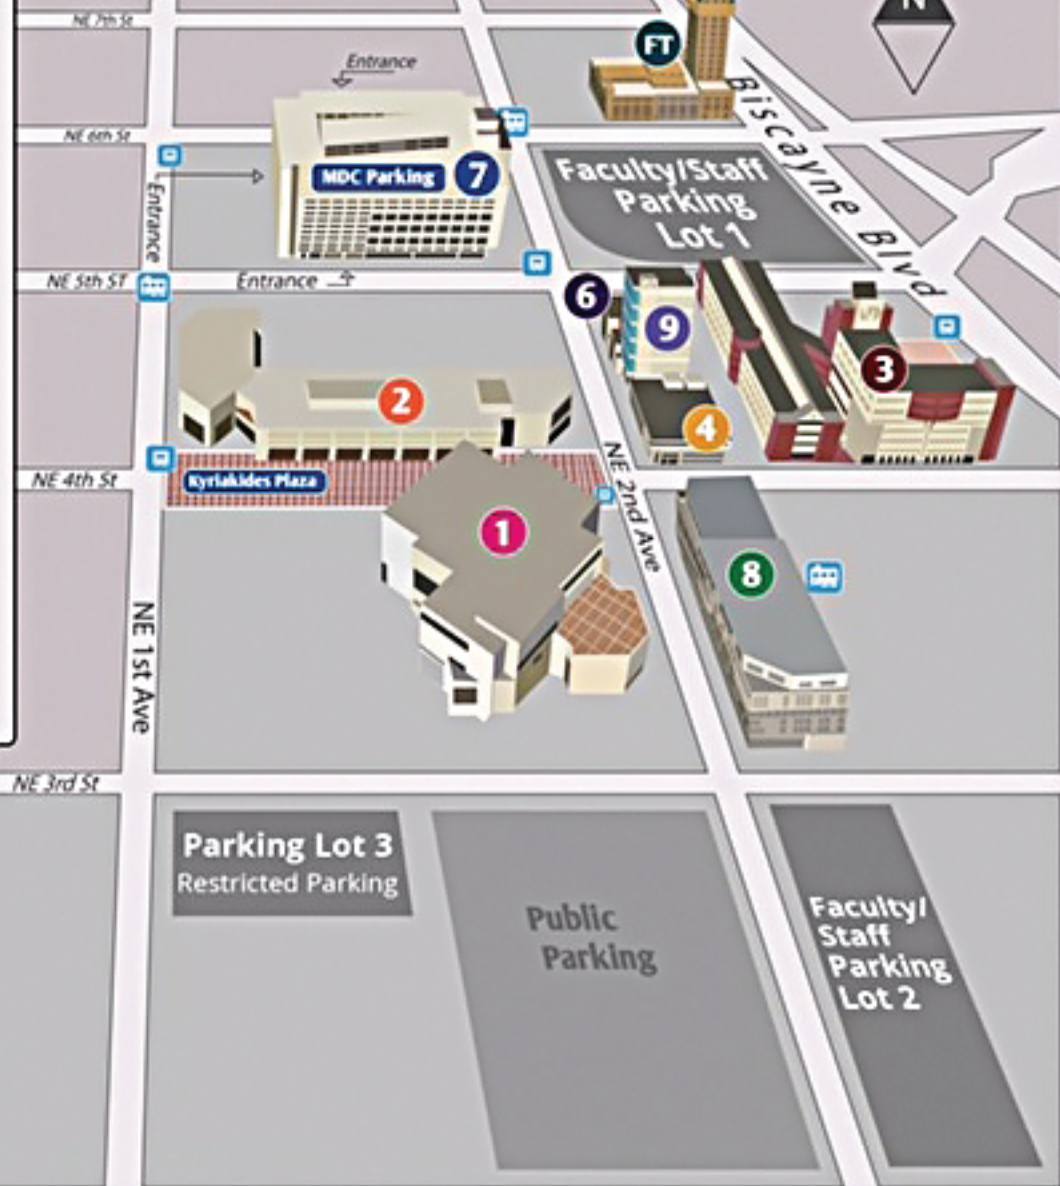 NE 7th St
N
FT
Entrance
Biscayne Blvd
NE 6th St
MDC Parking 7
Faculty/Staff
Parking
Lot 1
Entrance
NE 5th ST
Entrance
6
9
3
2
4
NE 4th St
Kyriakides Plaza
NE 2nd Ave
1
8
NE 1st Ave
NE 3rd St
Parking Lot 3
Restricted Parking
Public
Parking
Faculty/
Staff
Parking
Lot 2